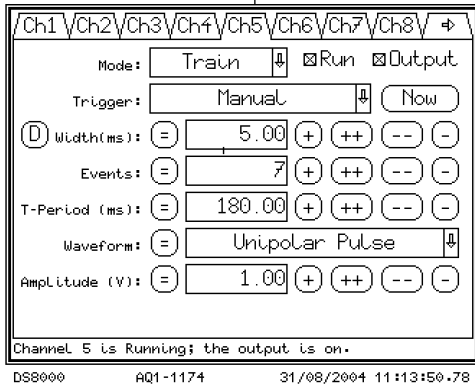 Ch1 Ch2 Ch3 Ch4 Ch5 Ch6 Ch7 Ch8 ⇨
Mode: Train ⇩ ☒Run ☒Output
Trigger: Manual ⇩ Now
D Width(ms): = 5.00 + ++ -- -
Events: = 7 + ++ -- -
T-Period (ms): = 180.00 + ++ -- -
Waveform: = Unipolar Pulse ⇩
Amplitude (V): = 1.00 + ++ -- -
Channel 5 is Running; the output is on.
DS8000 AQ1-1174 31/08/2004 11:13:50.78